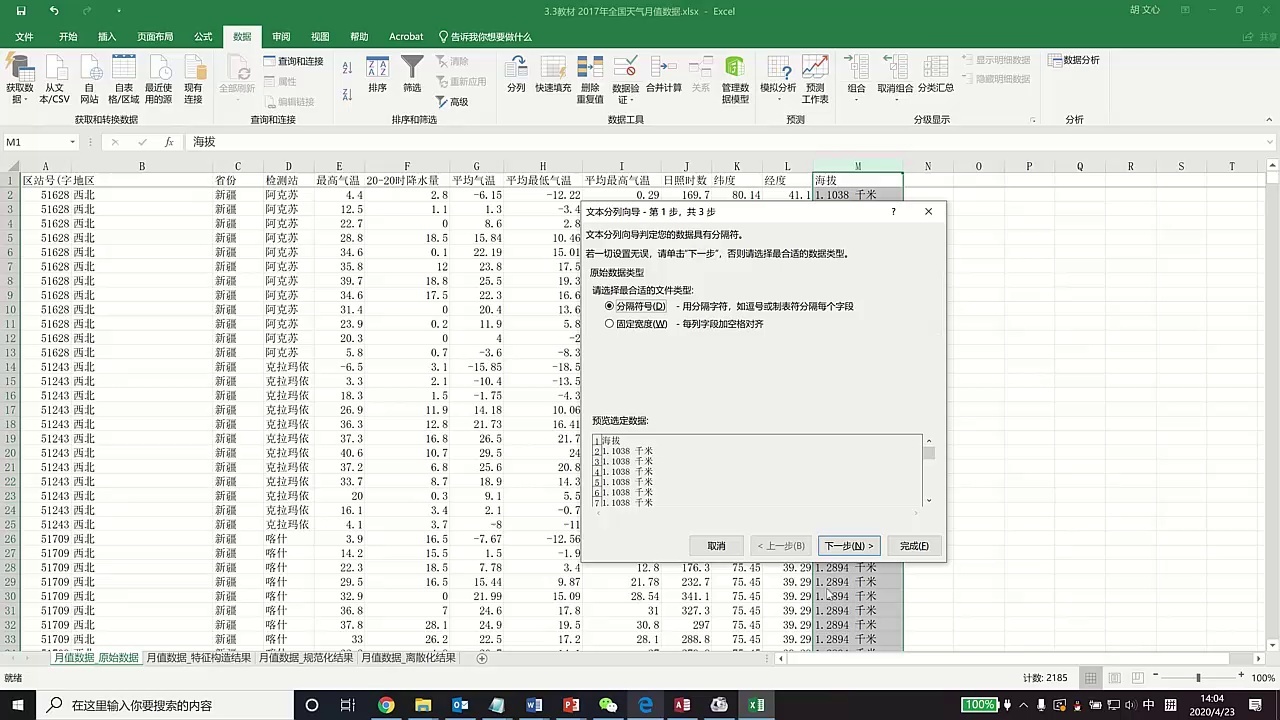 3.3教材 2017年全国天气月值数据.xlsx - Excel
胡 文心
文件 开始 插入 页面布局 公式 数据 审阅 视图 帮助 Acrobat 告诉我你想要做什么 共享
获取数据 从文本/CSV 自网站 自表格/区域 最近使用的源 现有连接
获取和转换数据
全部刷新 查询和连接 属性 编辑链接
查询和连接
排序 筛选 清除 重新应用 高级
排序和筛选
分列 快速填充 删除重复值 数据验证 合并计算 关系 管理数据模型
数据工具
模拟分析 预测工作表
预测
组合 取消组合 分类汇总 显示明细数据 隐藏明细数据
分级显示
数据分析
分析
M1 fx 海拔
A B C D E F G H I J K L M N O P Q R S T
1 区站号(字 地区 省份 检测站 最高气温 20-20时降水量 平均气温 平均最低气温 平均最高气温 日照时数 纬度 经度 海拔
2 51628 西北 新疆 阿克苏 4.4 2.8 -6.15 -12.22 0.29 169.7 80.14 41.1 1.1038 千米
3 51628 西北 新疆 阿克苏 12.5 1.1 1.3 -3.4
4 51628 西北 新疆 阿克苏 22.7 0 8.6 2.8
5 51628 西北 新疆 阿克苏 28.8 18.5 15.84 10.46
6 51628 西北 新疆 阿克苏 34.6 0.1 22.19 15.01
7 51628 西北 新疆 阿克苏 35.8 12 23.8 17.5
8 51628 西北 新疆 阿克苏 39.7 18.8 25.5 19.3
9 51628 西北 新疆 阿克苏 34.6 17.5 22.3 16.6
10 51628 西北 新疆 阿克苏 31.4 0 20.4 13.6
11 51628 西北 新疆 阿克苏 23.9 0.2 11.9 5.8
12 51628 西北 新疆 阿克苏 20.3 0 4 -2
13 51628 西北 新疆 阿克苏 5.8 0.7 -3.6 -8.3
14 51243 西北 新疆 克拉玛依 -6.5 3.1 -15.85 -18.5
15 51243 西北 新疆 克拉玛依 3.3 2.1 -10.4 -13.5
16 51243 西北 新疆 克拉玛依 18.3 1.5 -1.75 -4.3
17 51243 西北 新疆 克拉玛依 26.9 11.9 14.18 10.06
18 51243 西北 新疆 克拉玛依 36.3 12.8 21.73 16.41
19 51243 西北 新疆 克拉玛依 37.3 16.8 26.5 21.7
20 51243 西北 新疆 克拉玛依 40.6 10.7 29.5 24
21 51243 西北 新疆 克拉玛依 37.2 6.8 25.6 20.8
22 51243 西北 新疆 克拉玛依 33.7 8.7 18.9 14.3
23 51243 西北 新疆 克拉玛依 20 0.3 9.1 5.5
24 51243 西北 新疆 克拉玛依 16.1 3.4 2.1 -0.7
25 51243 西北 新疆 克拉玛依 4.1 3.7 -8 -11
26 51709 西北 新疆 喀什 3.9 16.5 -7.67 -12.56
27 51709 西北 新疆 喀什 14.2 15.5 1.5 -1.9
28 51709 西北 新疆 喀什 22.3 18.5 7.78 3.4 12.8 176.3 75.45 39.29 1.2894 千米
29 51709 西北 新疆 喀什 29.5 16.5 15.44 9.87 21.78 232.7 75.45 39.29 1.2894 千米
30 51709 西北 新疆 喀什 32.9 0 21.99 15.09 28.54 341.1 75.45 39.29 1.2894 千米
31 51709 西北 新疆 喀什 36.8 7 24.6 17.8 31 327.3 75.45 39.29 1.2894 千米
32 51709 西北 新疆 喀什 37.8 28.1 24.9 19.5 30.8 297 75.45 39.29 1.2894 千米
33 51709 西北 新疆 喀什 33 26.2 22.5 17.2 28.1 288.8 75.45 39.29 1.2894 千米
文本分列向导 - 第 1 步，共 3 步 ? ×
文本分列向导判定您的数据具有分隔符。
若一切设置无误，请单击“下一步”，否则请选择最合适的数据类型。
原始数据类型
请选择最合适的文件类型:
分隔符号(D) - 用分隔字符，如逗号或制表符分隔每个字段
固定宽度(W) - 每列字段加空格对齐
预览选定数据:
1 海拔
2 1.1038 千米
3 1.1038 千米
4 1.1038 千米
5 1.1038 千米
6 1.1038 千米
7 1.1038 千米
取消 < 上一步(B) 下一步(N) > 完成(F)
月值数据_原始数据 月值数据_特征构造结果 月值数据_规范化结果 月值数据_离散化结果
就绪 计数: 2185 100%
在这里输入你要搜索的内容
100% 中
14:04
2020/4/23